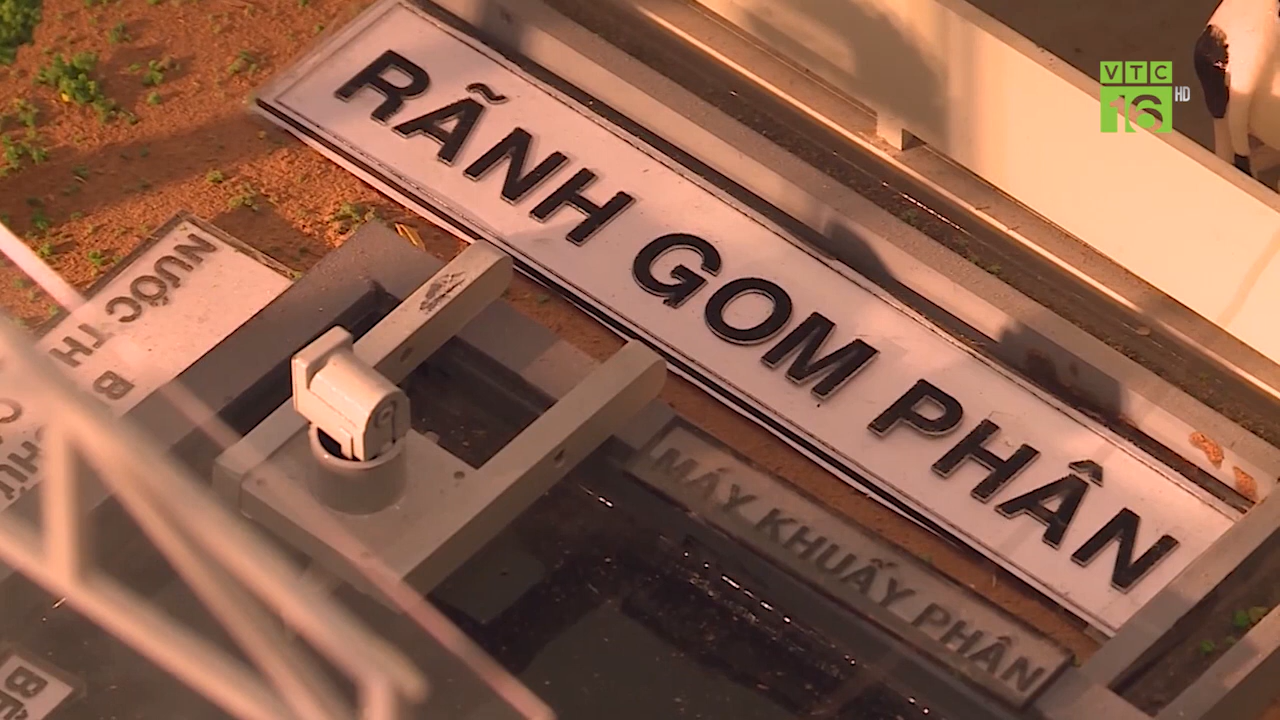 VTC
16 HD
RÃNH GOM PHÂN
MÁY KHUẤY PHÂN
NƯỚC TH
B